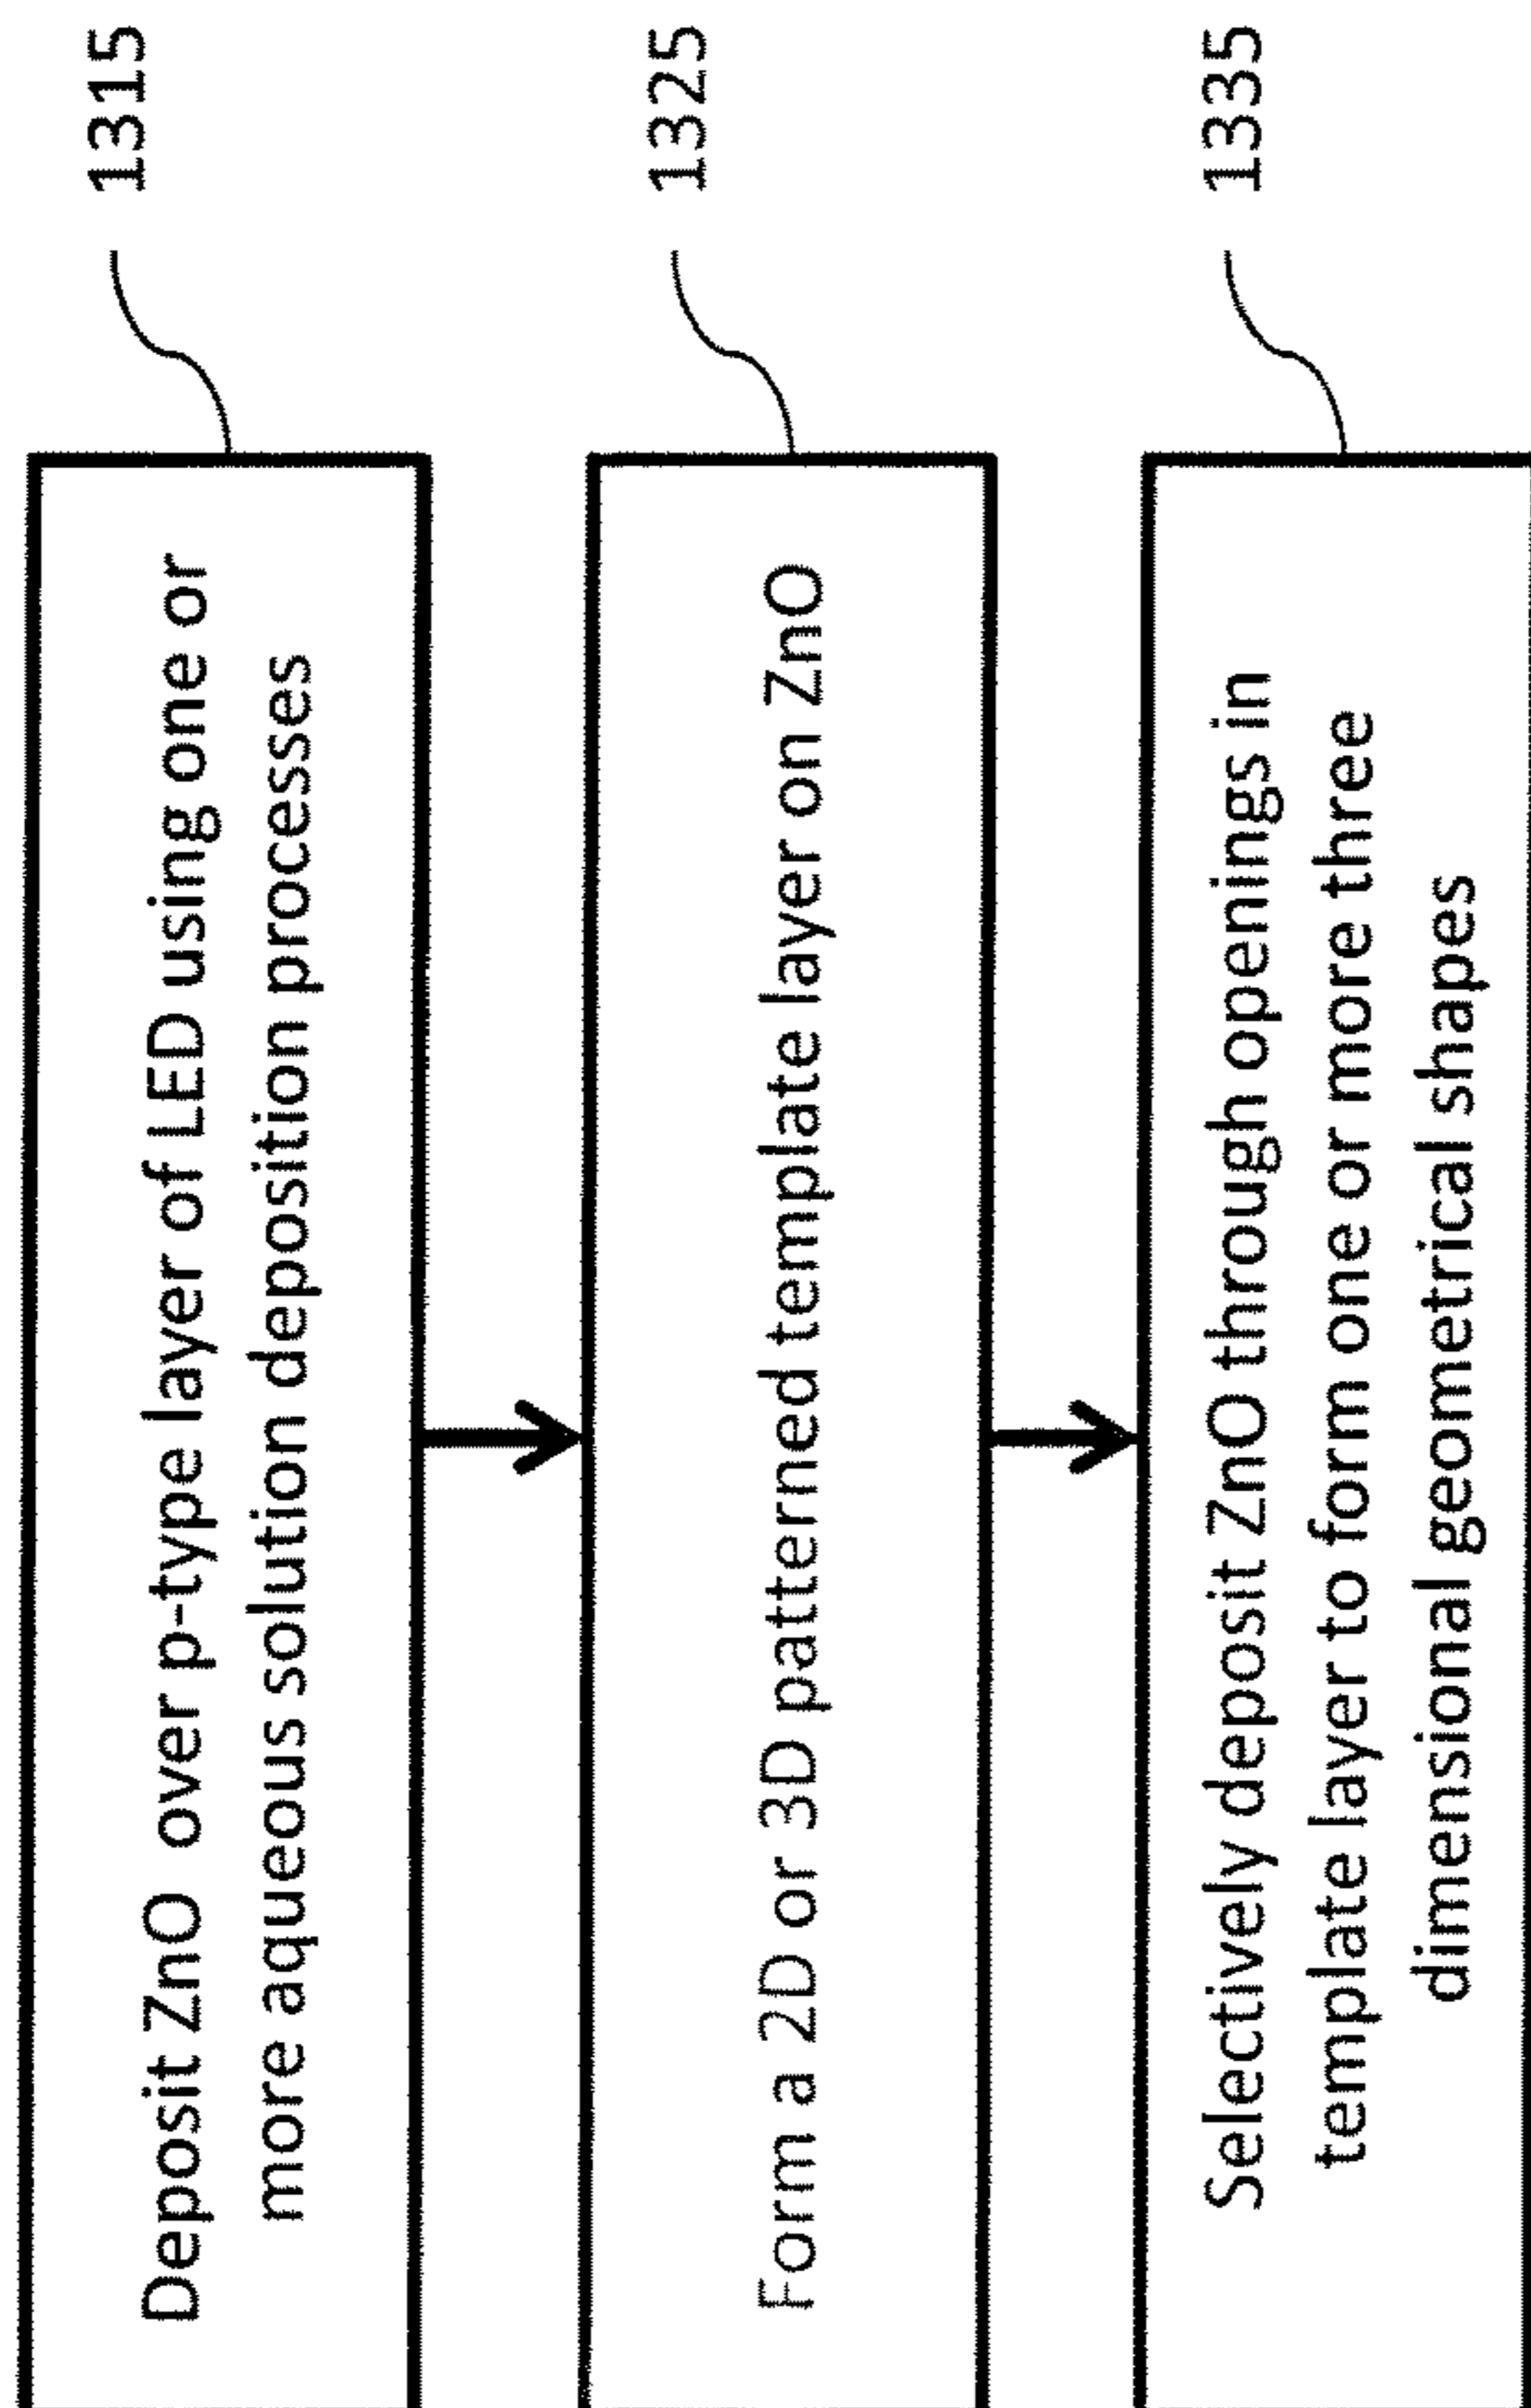 Deposit ZnO over p-type layer of LED using one or
more aqueous solution deposition processes
1315
Form a 2D or 3D patterned template layer on ZnO
1325
Selectively deposit ZnO through openings in
template layer to form one or more three
dimensional geometrical shapes
1335